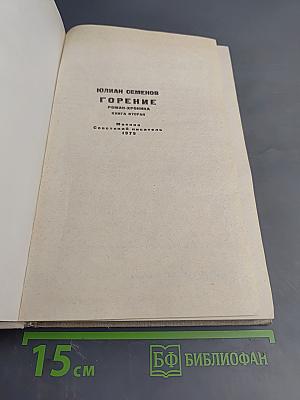 ЮЛИАН СЕМЕНОВ
ГОРЕНИЕ
РОМАН-ХРОНИКА
КНИГА ВТОРАЯ
Москва
Советский писатель
1979
15 см
БФ БИБЛИОФАН